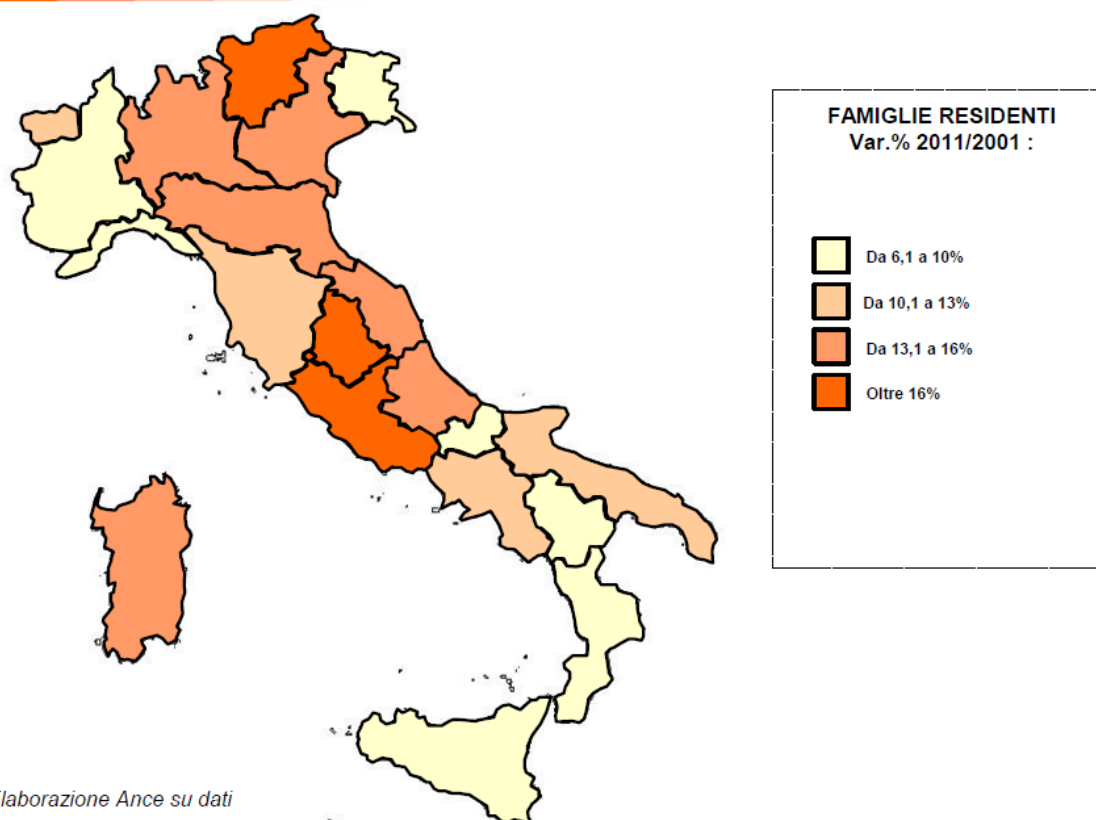 FAMIGLIE RESIDENTI
Var.% 2011/2001 :
Da 6,1 a 10%
Da 10,1 a 13%
Da 13,1 a 16%
Oltre 16%
laborazione Ance su dati